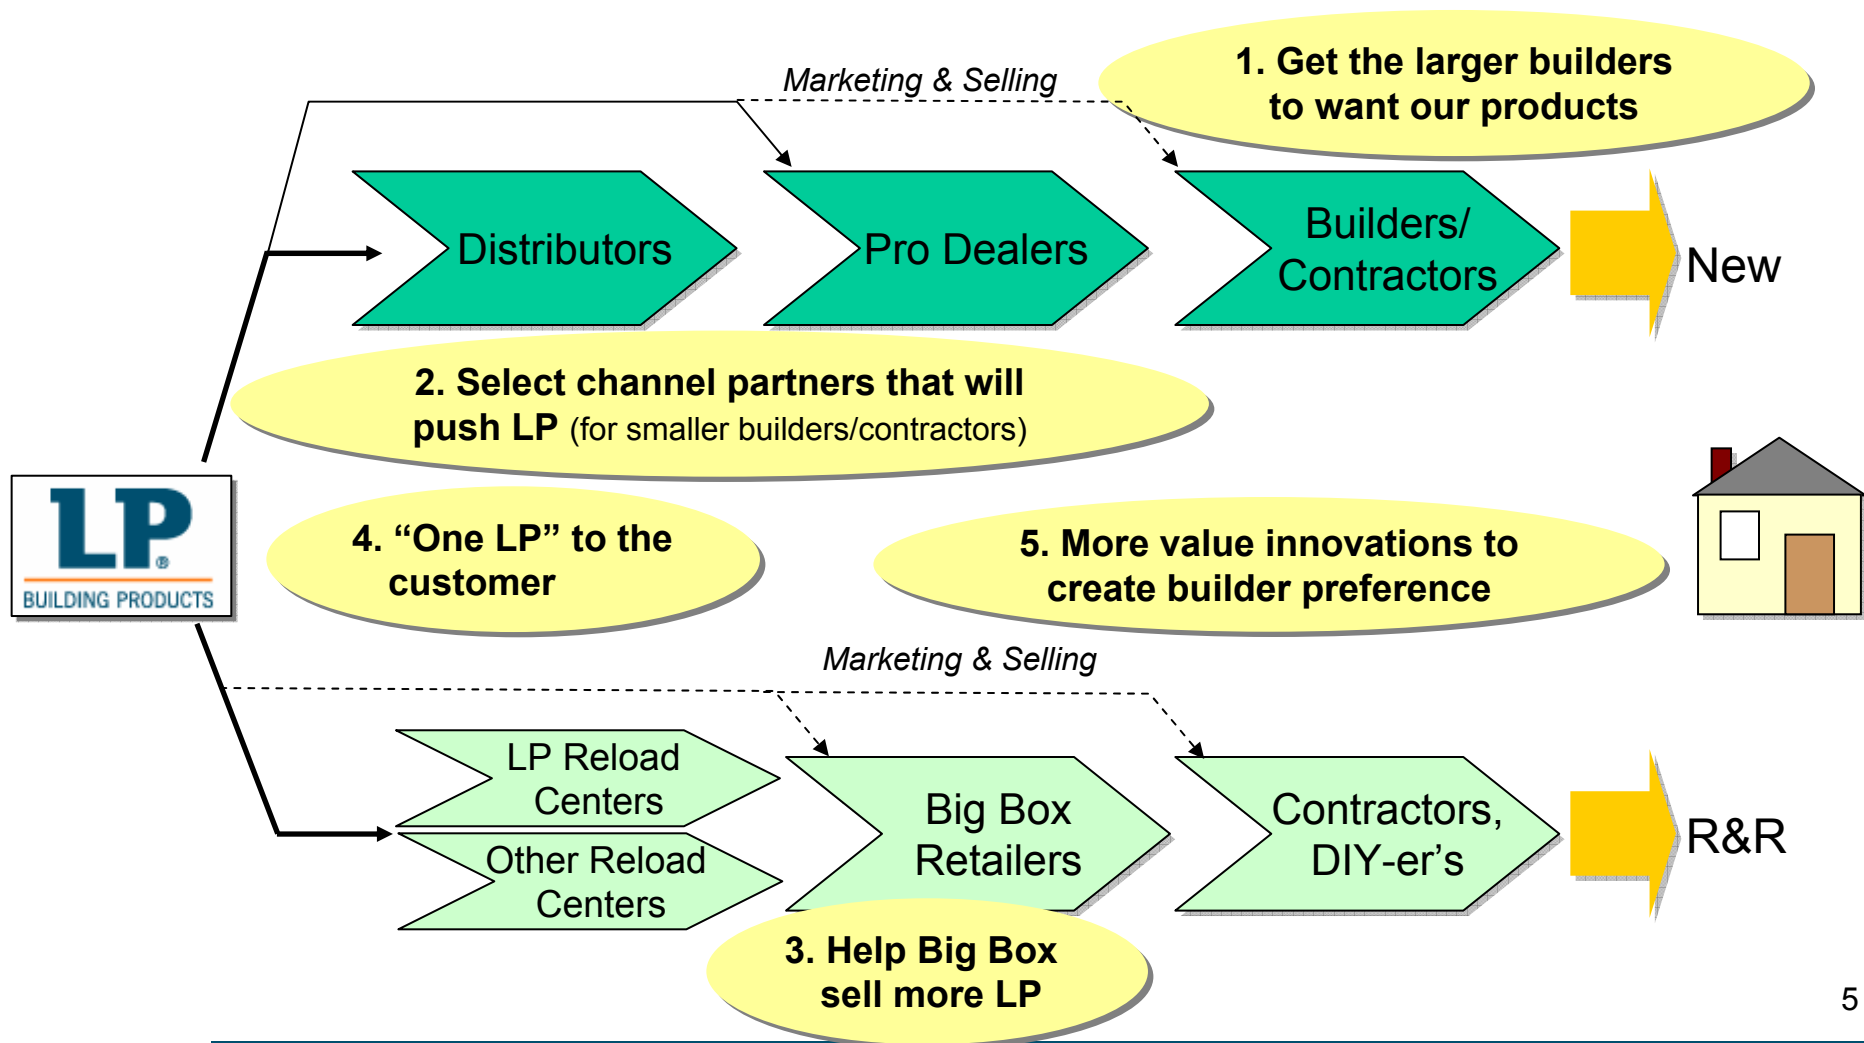 Marketing & Selling
1. Get the larger builders
to want our products
Distributors
Pro Dealers
Builders/
Contractors
New
2. Select channel partners that will
push LP (for smaller builders/contractors)
LP®
BUILDING PRODUCTS
4. “One LP” to the
customer
5. More value innovations to
create builder preference
Marketing & Selling
LP Reload
Centers
Other Reload
Centers
Big Box
Retailers
Contractors,
DIY-er’s
R&R
3. Help Big Box
sell more LP
5